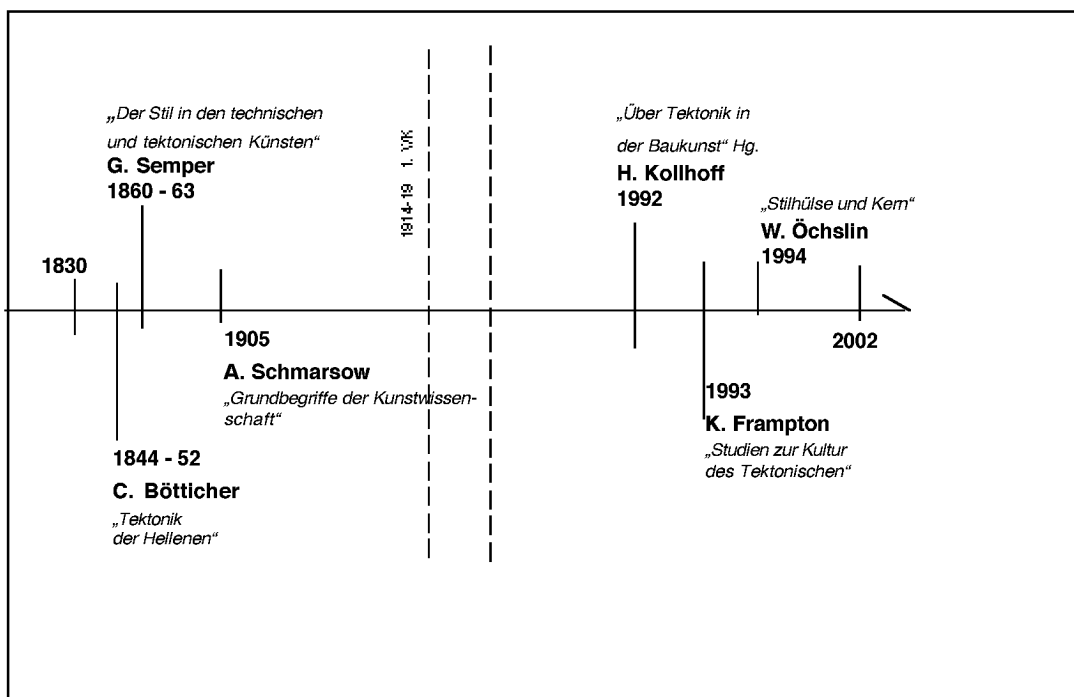 „Der Stil in den technischen
und tektonischen Künsten“
G. Semper
1860 - 63
1830
1905
A. Schmarsow
„Grundbegriffe der Kunstwissen-
schaft“
1844 - 52
C. Bötticher
„Tektonik
der Hellenen“
1914-19 1. WK
„Über Tektonik in
der Baukunst“ Hg.
H. Kollhoff
1992
„Stilhülse und Kern“
W. Öchslin
1994
2002
1993
K. Frampton
„Studien zur Kultur
des Tektonischen“